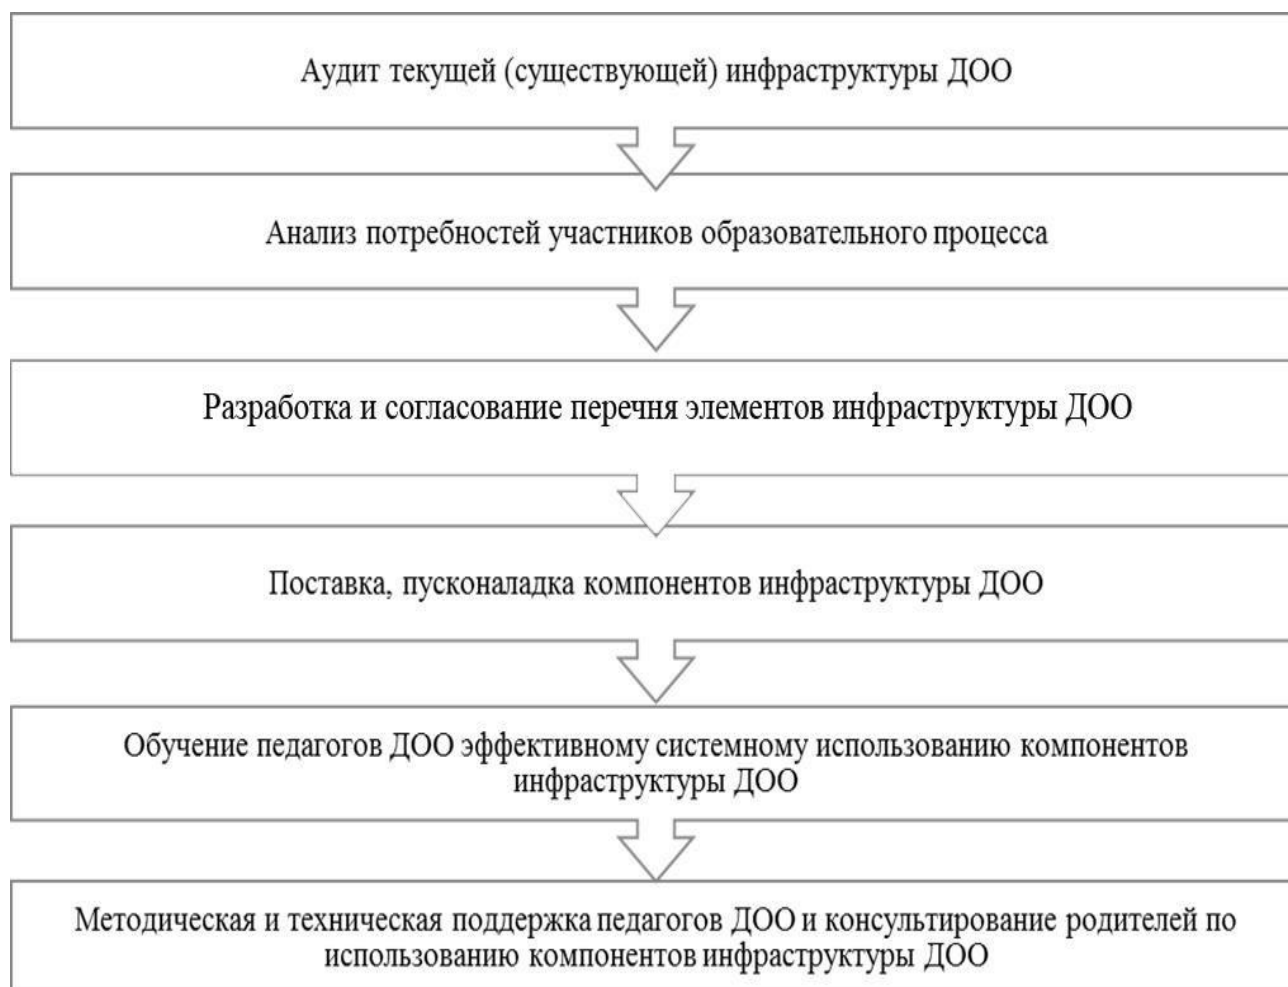 Аудит текущей (существующей) инфраструктуры ДОО
Анализ потребностей участников образовательного процесса
Разработка и согласование перечня элементов инфраструктуры ДОО
Поставка, пусконаладка компонентов инфраструктуры ДОО
Обучение педагогов ДОО эффективному системному использованию компонентов
инфраструктуры ДОО
Методическая и техническая поддержка педагогов ДОО и консультирование родителей по
использованию компонентов инфраструктуры ДОО